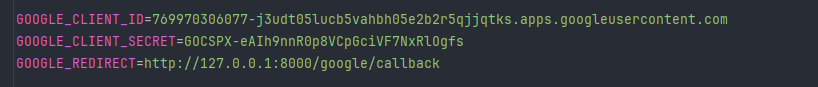 GOOGLE_CLIENT_ID=769970306077-j3udt05lucb5vahbh05e2b2r5qjjqtks.apps.googleusercontent.com
GOOGLE_CLIENT_SECRET=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
GOOGLE_REDIRECT=http://127.0.0.1:8000/google/callback